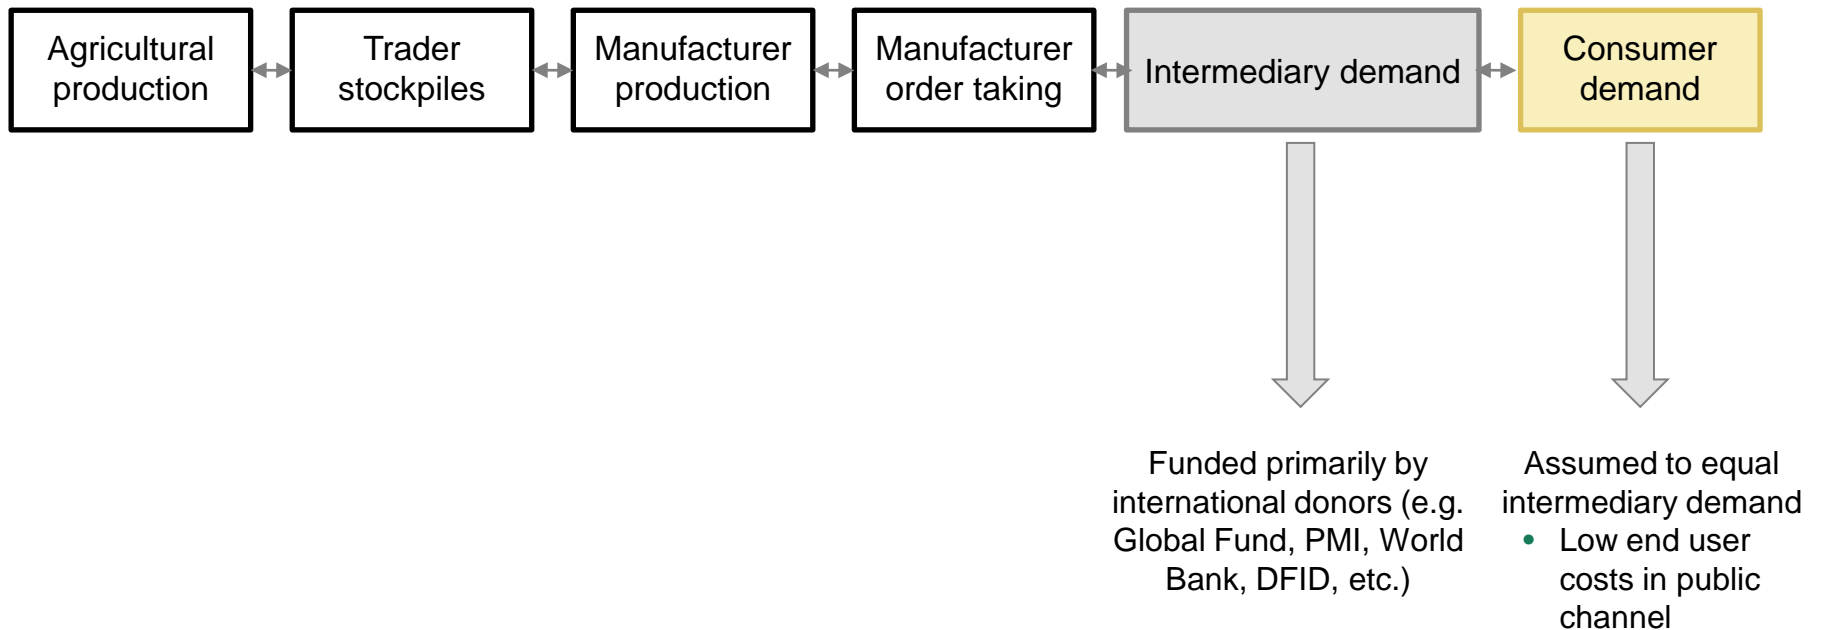 Agricultural
production
Trader
stockpiles
Manufacturer
production
Manufacturer
order taking
Intermediary demand
Consumer
demand
Funded primarily by
international donors (e.g.
Global Fund, PMI, World
Bank, DFID, etc.)
Assumed to equal
intermediary demand
• Low end user
costs in public
channel